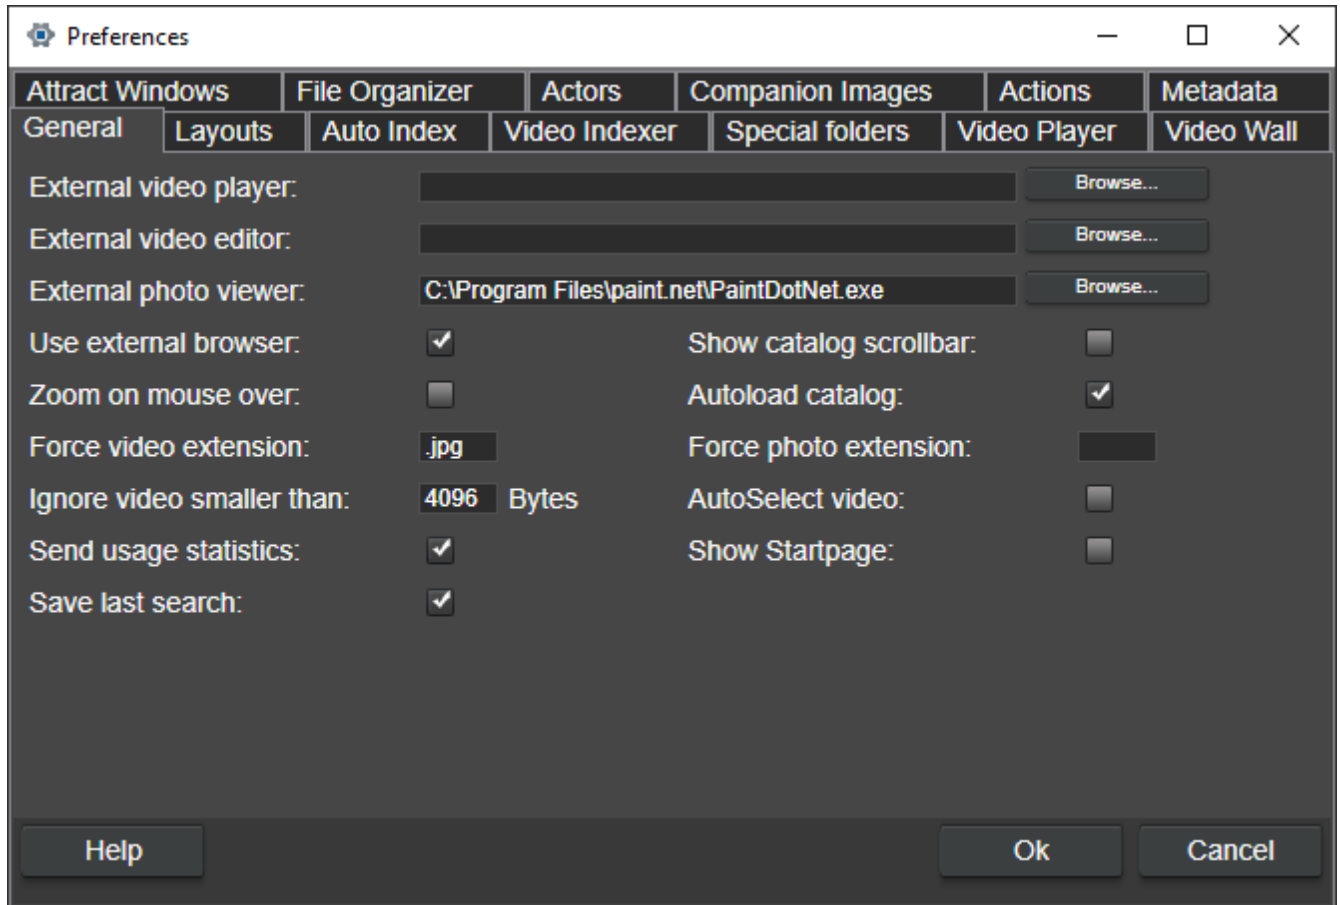 Preferences
Attract Windows File Organizer Actors Companion Images Actions Metadata
General Layouts Auto Index Video Indexer Special folders Video Player Video Wall
External video player: Browse...
External video editor: Browse...
External photo viewer: C:\Program Files\paint.net\PaintDotNet.exe Browse...
Use external browser: Show catalog scrollbar:
Zoom on mouse over: Autoload catalog:
Force video extension: .jpg Force photo extension:
Ignore video smaller than: 4096 Bytes AutoSelect video:
Send usage statistics: Show Startpage:
Save last search:
Help Ok Cancel